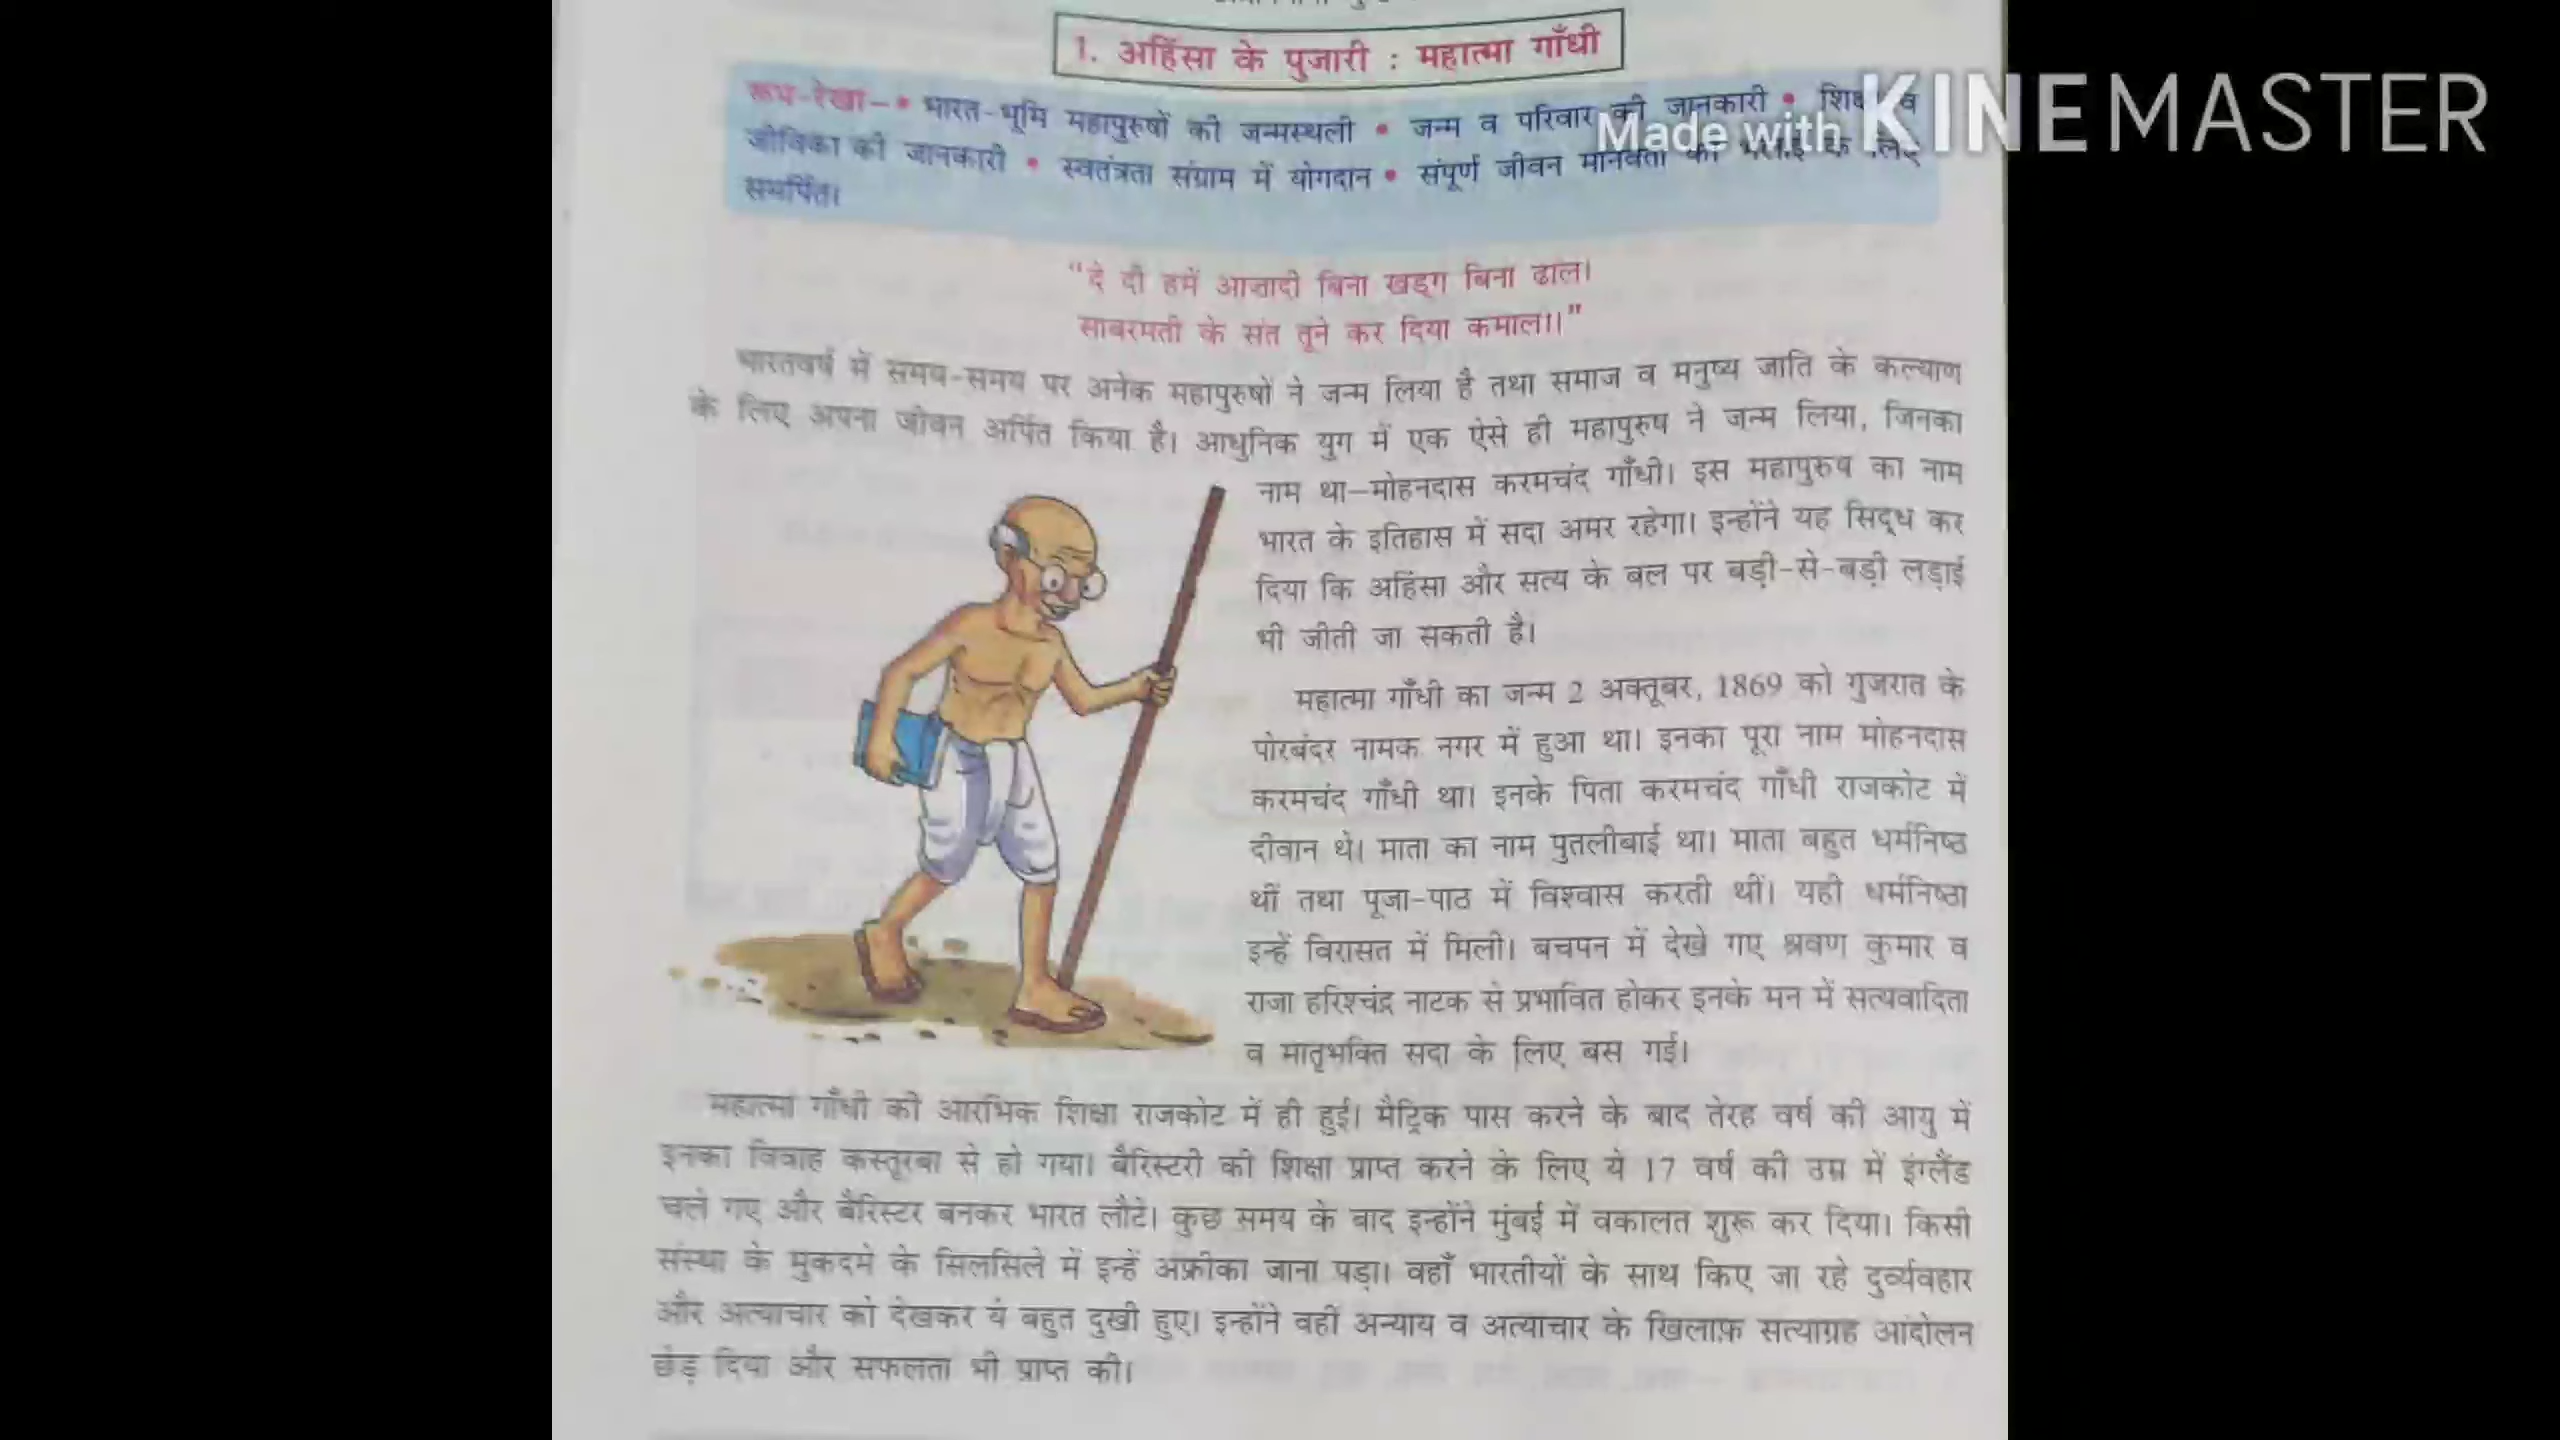 1. अहिंसा के पुजारी : महात्मा गाँधी
Made with KINEMASTER
रूप-रेखा–• भारत-भूमि महापुरुषों की जन्मस्थली • जन्म व परिवार की जानकारी • व
जीविका की जानकारी • स्वतंत्रता संग्राम में योगदान • संपूर्ण जीवन मानवता की के लिए
समर्पित।
“दे दी हमें आज़ादी बिना खड्ग बिना ढाल।
साबरमती के संत तूने कर दिया कमाल।।”
भारतवर्ष में समय-समय पर अनेक महापुरुषों ने जन्म लिया है तथा समाज व मनुष्य जाति के कल्याण
के लिए अपना जीवन अर्पित किया है। आधुनिक युग में एक ऐसे ही महापुरुष ने जन्म लिया, जिनका
नाम था–मोहनदास करमचंद गाँधी। इस महापुरुष का नाम
भारत के इतिहास में सदा अमर रहेगा। इन्होंने यह सिद्ध कर
दिया कि अहिंसा और सत्य के बल पर बड़ी-से-बड़ी लड़ाई
भी जीती जा सकती है।
महात्मा गाँधी का जन्म 2 अक्तूबर, 1869 को गुजरात के
पोरबंदर नामक नगर में हुआ था। इनका पूरा नाम मोहनदास
करमचंद गाँधी था। इनके पिता करमचंद गाँधी राजकोट में
दीवान थे। माता का नाम पुतलीबाई था। माता बहुत धर्मनिष्ठ
थीं तथा पूजा-पाठ में विश्वास करती थीं। यही धर्मनिष्ठा
इन्हें विरासत में मिली। बचपन में देखे गए श्रवण कुमार व
राजा हरिश्चंद्र नाटक से प्रभावित होकर इनके मन में सत्यवादिता
व मातृभक्ति सदा के लिए बस गई।
महात्मा गाँधी की आरंभिक शिक्षा राजकोट में ही हुई। मैट्रिक पास करने के बाद तेरह वर्ष की आयु में
इनका विवाह कस्तूरबा से हो गया। बैरिस्टरी की शिक्षा प्राप्त करने के लिए ये 17 वर्ष की उम्र में इंग्लैंड
चले गए और बैरिस्टर बनकर भारत लौटे। कुछ समय के बाद इन्होंने मुंबई में वकालत शुरू कर दिया। किसी
संस्था के मुकदमे के सिलसिले में इन्हें अफ्रीका जाना पड़ा। वहाँ भारतीयों के साथ किए जा रहे दुर्व्यवहार
और अत्याचार को देखकर ये बहुत दुखी हुए। इन्होंने वहीं अन्याय व अत्याचार के खिलाफ़ सत्याग्रह आंदोलन
छेड़ दिया और सफलता भी प्राप्त की।